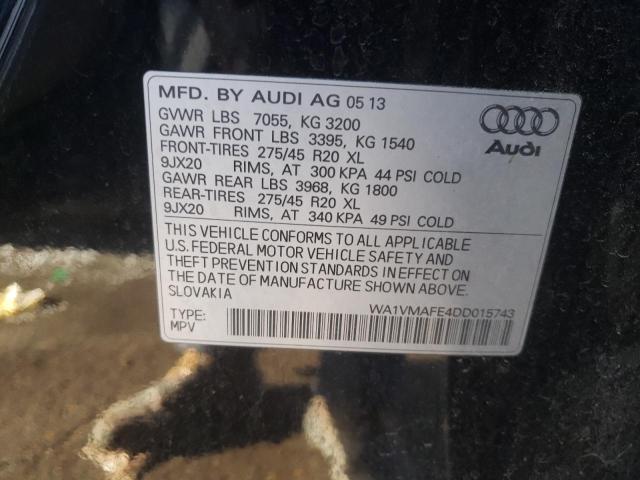 MFD. BY AUDI AG 05 13
GVWR LBS 7055, KG 3200
GAWR FRONT LBS 3395, KG 1540
FRONT-TIRES 275/45 R20 XL
9JX20 RIMS, AT 300 KPA 44 PSI COLD
GAWR REAR LBS 3968, KG 1800
REAR-TIRES 275/45 R20 XL
9JX20 RIMS, AT 340 KPA 49 PSI COLD
Audi
THIS VEHICLE CONFORMS TO ALL APPLICABLE
U.S. FEDERAL MOTOR VEHICLE SAFETY AND
THEFT PREVENTION STANDARDS IN EFFECT ON
THE DATE OF MANUFACTURE SHOWN ABOVE.
SLOVAKIA
WA1VMAFE4DD015743
TYPE:
MPV